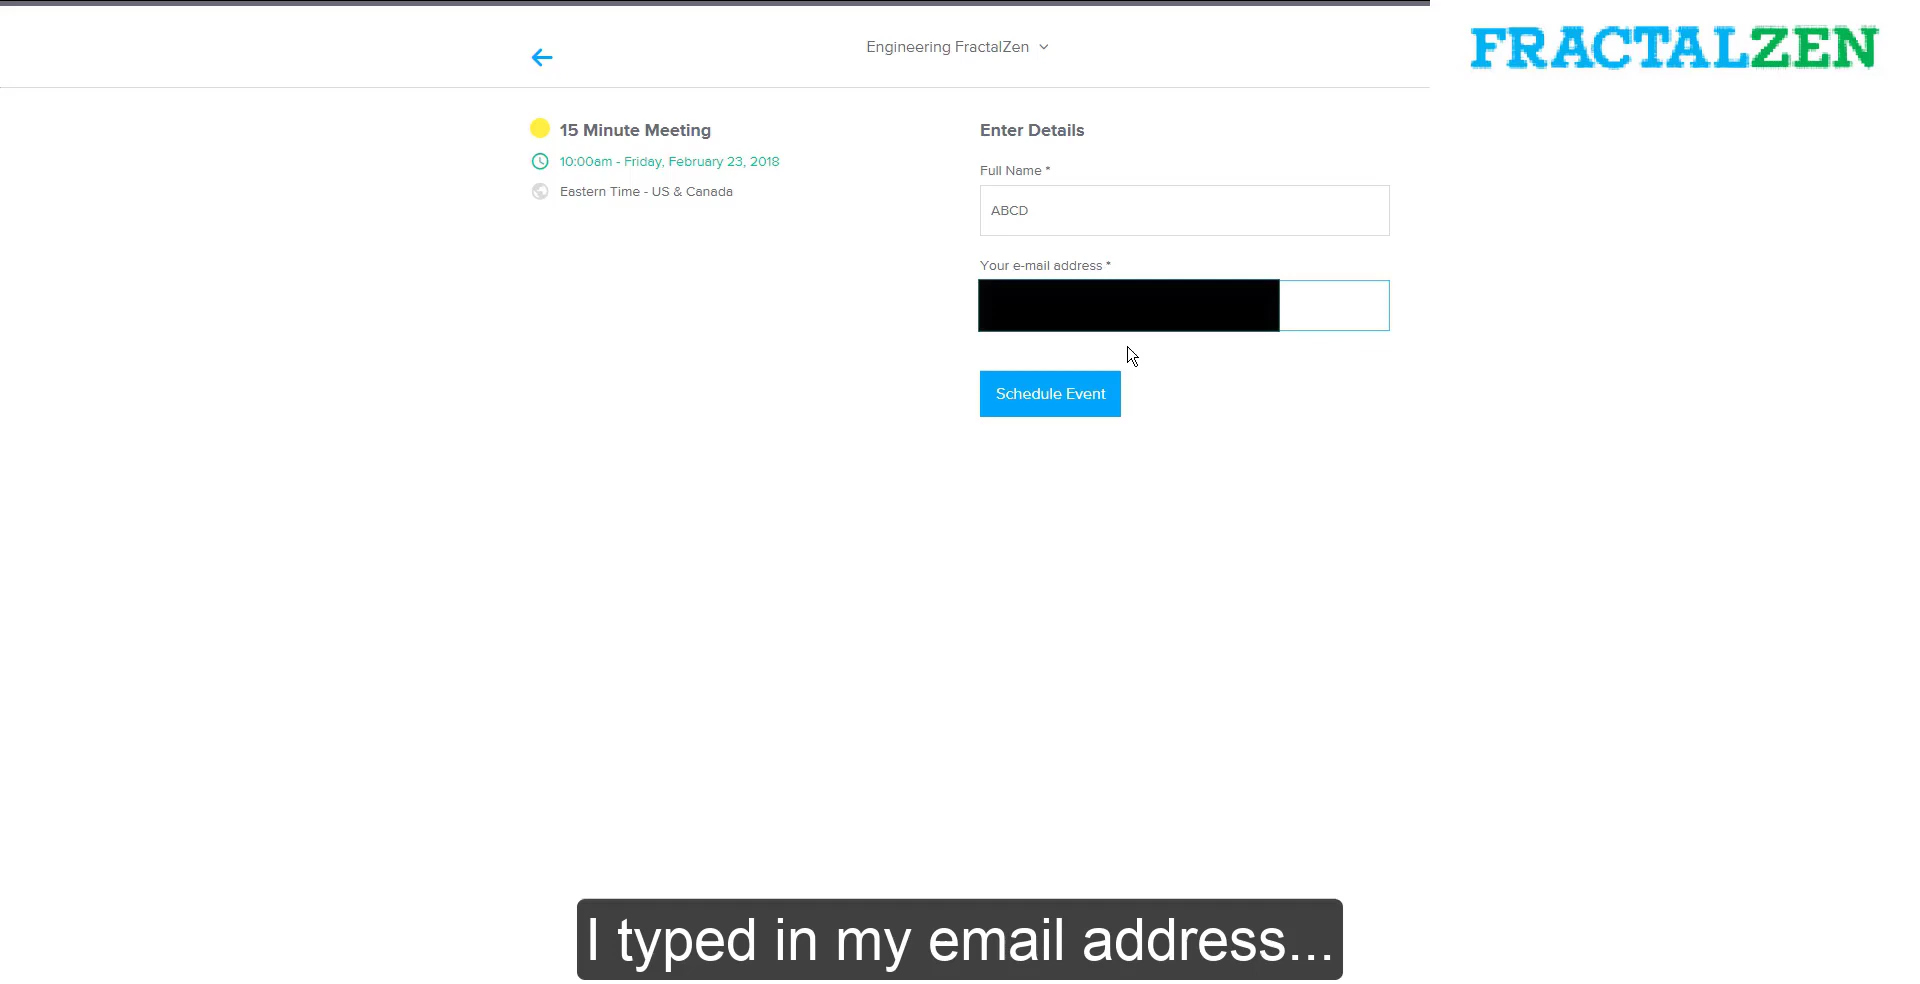 Engineering FractalZen
FRACTALZEN
15 Minute Meeting
10:00am - Friday, February 23, 2018
Eastern Time - US & Canada
Enter Details
Full Name *
ABCD
Your e-mail address *
Schedule Event
I typed in my email address...